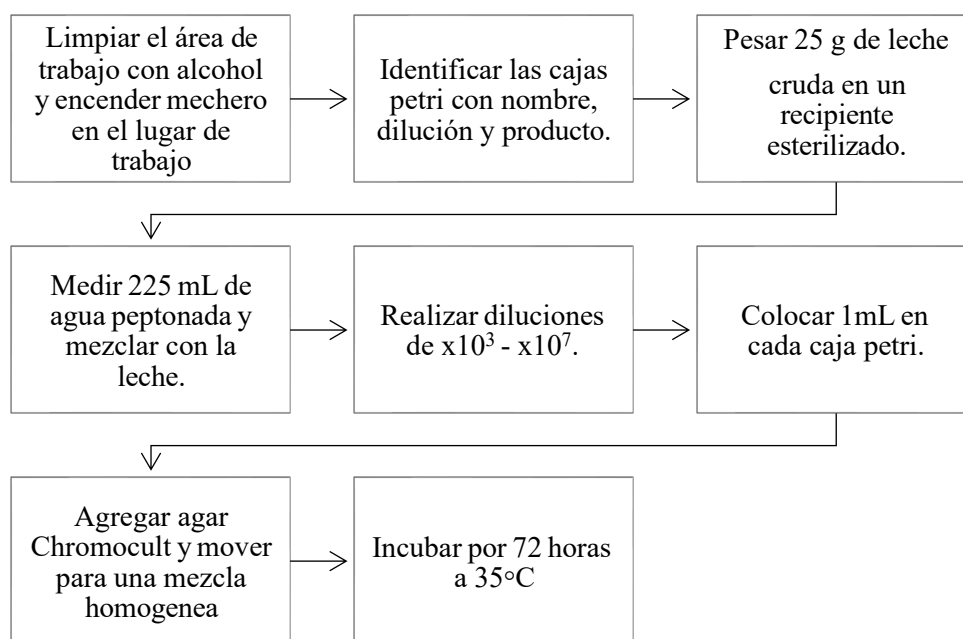 Limpiar el área de
trabajo con alcohol
y encender mechero
en el lugar de
trabajo
Identificar las cajas
petri con nombre,
dilución y producto.
Pesar 25 g de leche
cruda en un
recipiente
esterilizado.
Medir 225 mL de
agua peptonada y
mezclar con la
leche.
Realizar diluciones
de x10³ - x10⁷.
Colocar 1mL en
cada caja petri.
Agregar agar
Chromocult y mover
para una mezcla
homogenea
Incubar por 72 horas
a 35∘C